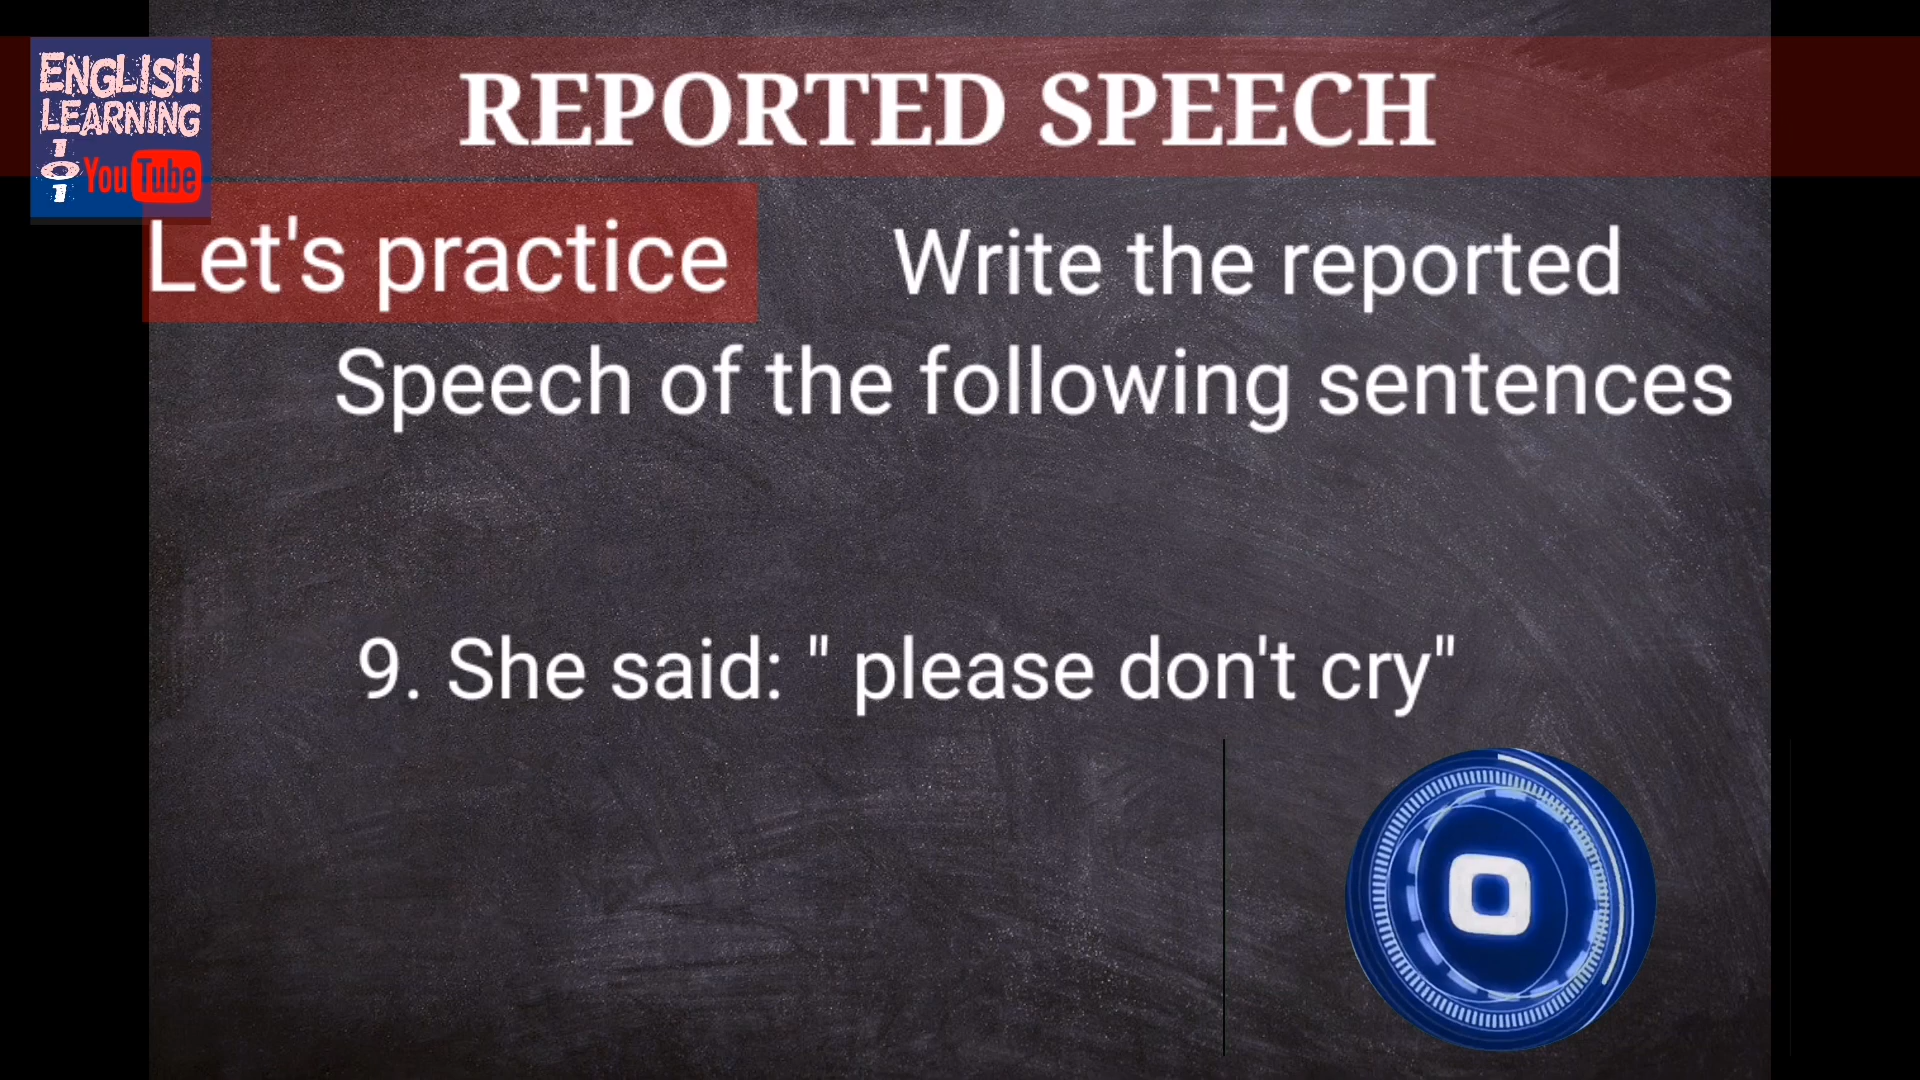 ENGLISH
LEARNING
101
YouTube
REPORTED SPEECH
Let's practice
Write the reported
Speech of the following sentences
9. She said: " please don't cry"
0